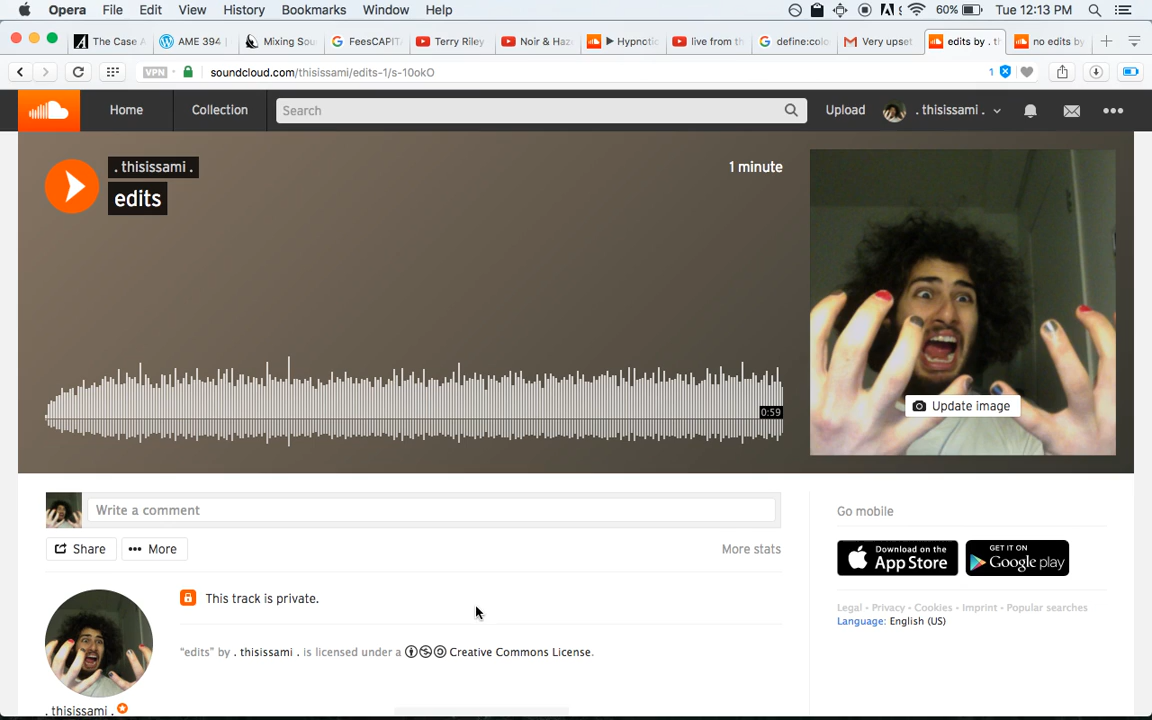 Opera File Edit View History Bookmarks Window Help 60% Tue 12:13 PM
The Case A AME 394 Mixing Sou FeesCAPIT Terry Riley Noir & Haze Hypnotic live from th define:colo Very upset edits by . t no edits by
VPN soundcloud.com/thisissami/edits-1/s-10okO 1
Home Collection Search Upload . thisissami .
. thisissami .
edits
1 minute
Update image
0:59
Write a comment
Share More
More stats
This track is private.
"edits" by . thisissami . is licensed under a Creative Commons License.
. thisissami .
Go mobile
Download on the App Store
GET IT ON Google play
Legal - Privacy - Cookies - Imprint - Popular searches
Language: English (US)